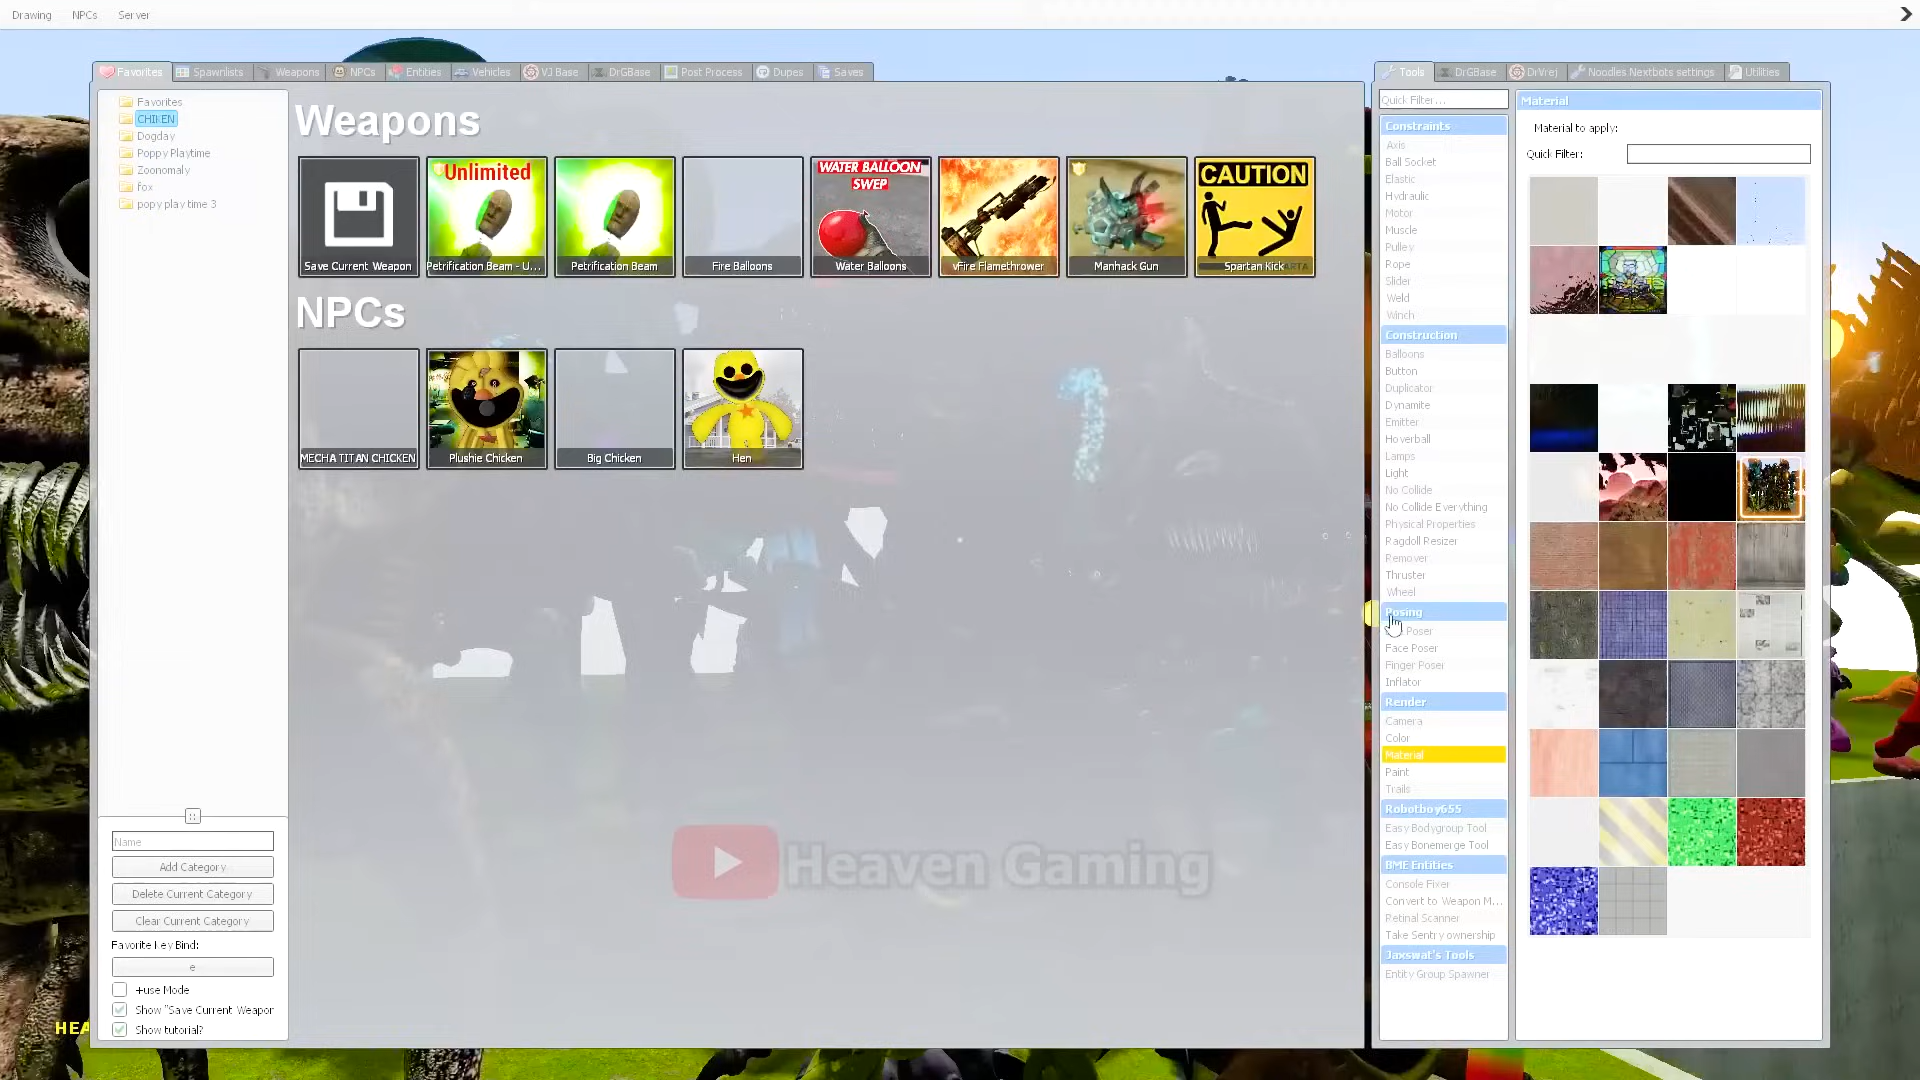 Drawing NPCs Server
Favorites Spawnlists Weapons NPCs Entities Vehicles VJ Base DrGBase Post Process Dupes Saves
Favorites
CHIKEN
Dogday
Poppy Playtime
Zoonomaly
fox
popy play time 3
Name
Add Category
Delete Current Category
Clear Current Category
Favorite Key Bind:
e
+use Mode
Show "Save Current Weapon
Show tutorial?
HEA
Weapons
Unlimited
WATER BALLOON
SWEP
CAUTION
Save Current Weapon
Petrification Beam - U...
Petrification Beam
Fire Balloons
Water Balloons
vFire Flamethrower
Manhack Gun
Spartan Kick
NPCs
MECHA TITAN CHICKEN
Plushie Chicken
Big Chicken
Hen
Heaven Gaming
Tools DrGBase DrVrej Noodles Nextbots settings Utilities
Quick Filter...
Constraints
Axis
Ball Socket
Elastic
Hydraulic
Motor
Muscle
Pulley
Rope
Slider
Weld
Winch
Construction
Balloons
Button
Duplicator
Dynamite
Emitter
Hoverball
Lamps
Light
No Collide
No Collide Everything
Physical Properties
Ragdoll Resizer
Remover
Thruster
Wheel
Posing
Poser
Face Poser
Finger Poser
Inflator
Render
Camera
Color
Material
Paint
Trails
Robotboy655
Easy Bodygroup Tool
Easy Bonemerge Tool
BME Entities
Console Fixer
Convert to Weapon M...
Retinal Scanner
Take Sentry ownership
Jaxswat's Tools
Entity Group Spawner
Material
Material to apply:
Quick Filter: